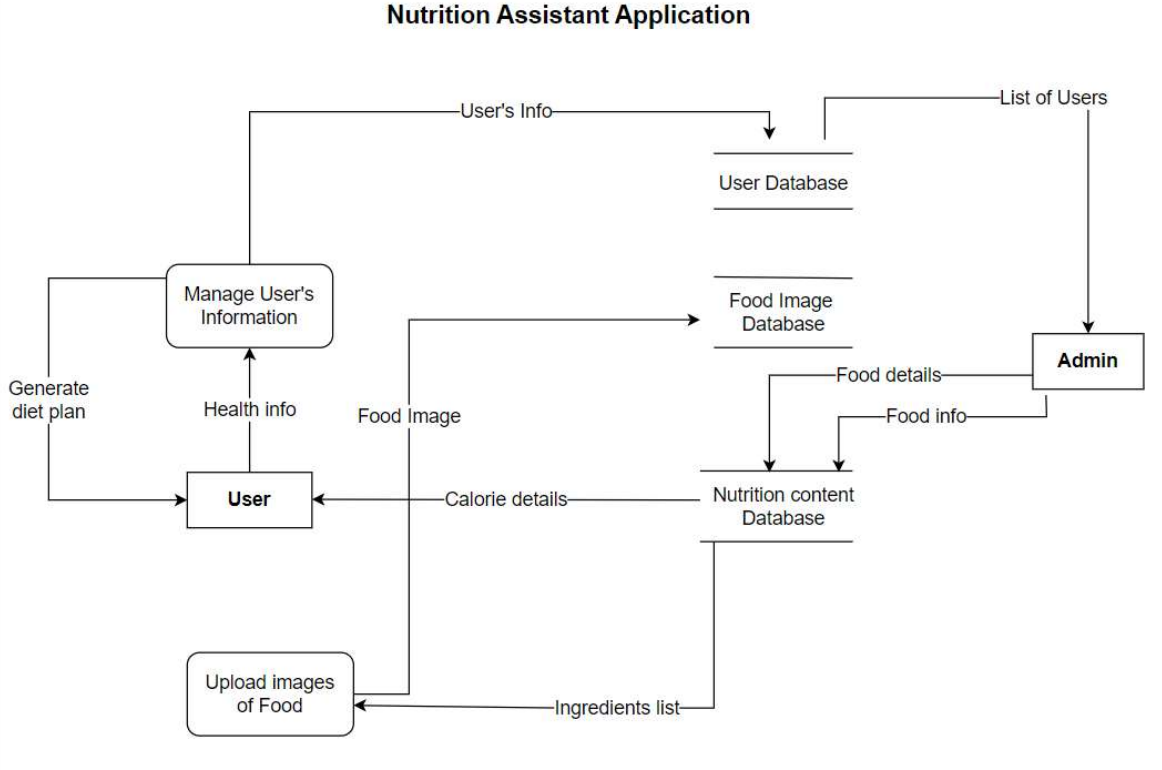 Nutrition Assistant Application
User's Info
List of Users
User Database
Manage User's
Information
Food Image
Database
Admin
Food details
Generate
diet plan
Health info
Food Image
Food info
User
Calorie details
Nutrition content
Database
Upload images
of Food
Ingredients list